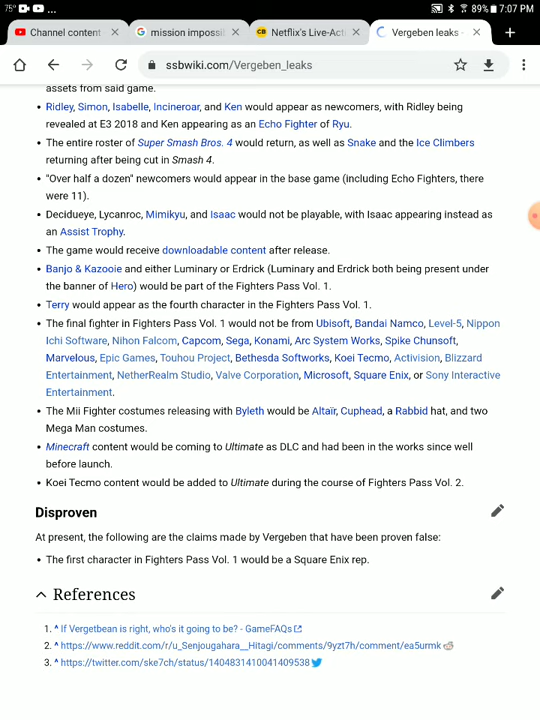 75° 89% 7:07 PM
Channel content × mission impossi × CB Netflix's Live-Acti × Vergeben leaks - × +
ssbwiki.com/Vergeben_leaks
assets from said game.
• Ridley, Simon, Isabelle, Incineroar, and Ken would appear as newcomers, with Ridley being
revealed at E3 2018 and Ken appearing as an Echo Fighter of Ryu.
• The entire roster of Super Smash Bros. 4 would return, as well as Snake and the Ice Climbers
returning after being cut in Smash 4.
• "Over half a dozen" newcomers would appear in the base game (including Echo Fighters, there
were 11).
• Decidueye, Lycanroc, Mimikyu, and Isaac would not be playable, with Isaac appearing instead as
an Assist Trophy.
• The game would receive downloadable content after release.
• Banjo & Kazooie and either Luminary or Erdrick (Luminary and Erdrick both being present under
the banner of Hero) would be part of the Fighters Pass Vol. 1.
• Terry would appear as the fourth character in the Fighters Pass Vol. 1.
• The final fighter in Fighters Pass Vol. 1 would not be from Ubisoft, Bandai Namco, Level-5, Nippon
Ichi Software, Nihon Falcom, Capcom, Sega, Konami, Arc System Works, Spike Chunsoft,
Marvelous, Epic Games, Touhou Project, Bethesda Softworks, Koei Tecmo, Activision, Blizzard
Entertainment, NetherRealm Studio, Valve Corporation, Microsoft, Square Enix, or Sony Interactive
Entertainment.
• The Mii Fighter costumes releasing with Byleth would be Altaïr, Cuphead, a Rabbid hat, and two
Mega Man costumes.
• Minecraft content would be coming to Ultimate as DLC and had been in the works since well
before launch.
• Koei Tecmo content would be added to Ultimate during the course of Fighters Pass Vol. 2.
Disproven
At present, the following are the claims made by Vergeben that have been proven false:
• The first character in Fighters Pass Vol. 1 would be a Square Enix rep.
References
1. ^ If Vergetbean is right, who's it going to be? - GameFAQs
2. ^ https://www.reddit.com/r/u_Senjougahara__Hitagi/comments/9yzt7h/comment/ea5urmk
3. ^ https://twitter.com/ske7ch/status/1404831410041409538